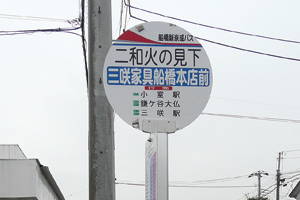 船橋新京成バス
二和火の見下
三咲家具船橋本店前
小室駅
鎌ケ谷大仏
三咲駅